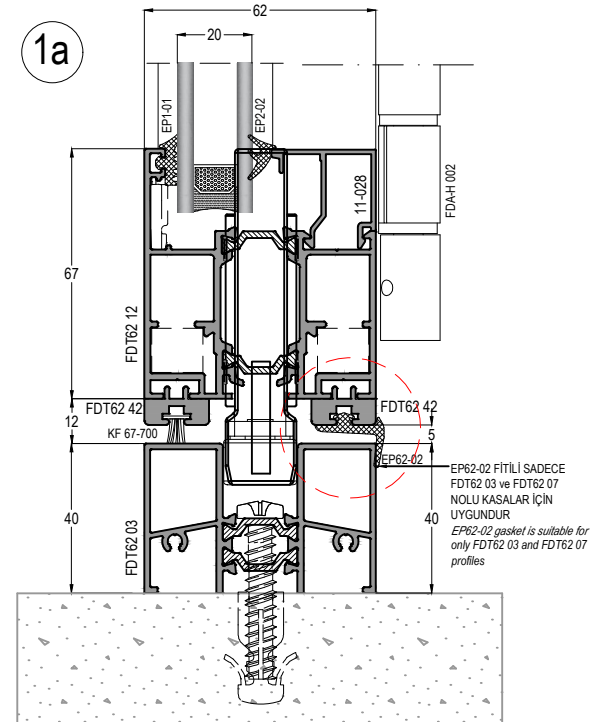 1a
62
20
EP1-01
EP2-02
11-028
FDA-H 002
67
FDT62 12
FDT62 42
FDT62 42
12
KF 67-700
5
EP62-02
40
FDT62 03
40
EP62-02 FİTİLİ SADECE
FDT62 03 ve FDT62 07
NOLU KASALAR İÇİN
UYGUNDUR
EP62-02 gasket is suitable for
only FDT62 03 and FDT62 07
profiles